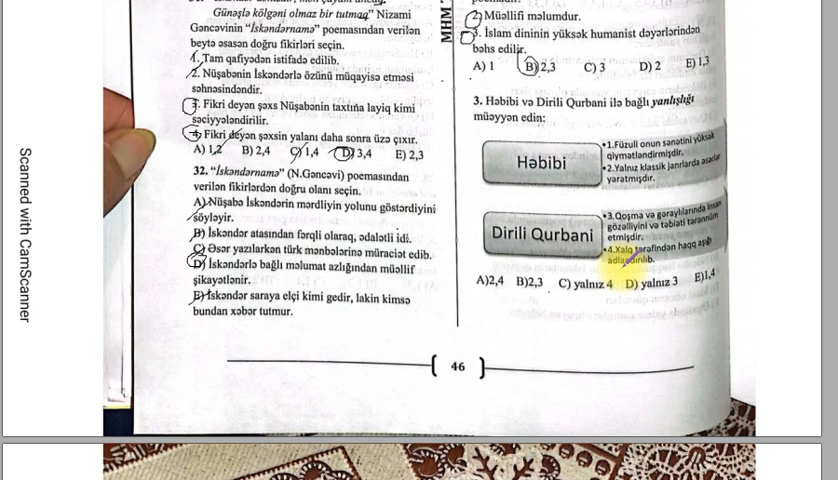 Günəşlə kölgəni olmaz bir tutmaq" Nizami
Gəncəvinin "İskəndərnamə" poemasından verilən
beytə əsasən doğru fikirləri seçin.
1. Tam qafiyədən istifadə edilib.
2. Nüşabənin İskəndərlə özünü müqayisə etməsi
səhnəsindəndir.
3. Fikri deyən şəxs Nüşabənin taxtına layiq kimi
səciyyələndirilir.
4. Fikri deyən şəxsin yalanı daha sonra üzə çıxır.
A) 1,2 B) 2,4 C) 1,4 D) 3,4 E) 2,3
32. "İskəndərnamə" (N.Gəncəvi) poemasından
verilən fikirlərdən doğru olanı seçin.
A) Nüşabə İskəndərin mərdliyin yolunu göstərdiyini
söyləyir.
B) İskəndər atasından fərqli olaraq, ədalətli idi.
C) Əsər yazılarkən türk mənbələrinə müraciət edib.
D) İskəndərlə bağlı məlumat azlığından müəllif
şikayətlənir.
E) İskəndər saraya elçi kimi gedir, lakin kimsə
bundan xəbər tutmur.
2. Müəllifi məlumdur.
3. İslam dininin yüksək humanist dəyərlərindən
bəhs edilir.
A) 1 B) 2,3 C) 3 D) 2 E) 1,3
3. Həbibi və Dirili Qurbani ilə bağlı yanlışlığı
müəyyən edin:
Həbibi
•1.Füzuli onun sənətini yüksək
qiymətləndirmişdir.
•2.Yalnız klassik janrlarda əsərlər
yaratmışdır.
Dirili Qurbani
•3.Qoşma və gəraylılarında insan
gözəlliyini və təbiəti tərənnüm
etmişdir.
•4.Xalq tərəfindən haqq aşığı
adlandırılıb.
A)2,4 B)2,3 C) yalnız 4 D) yalnız 3 E)1,4
46
Scanned with CamScanner